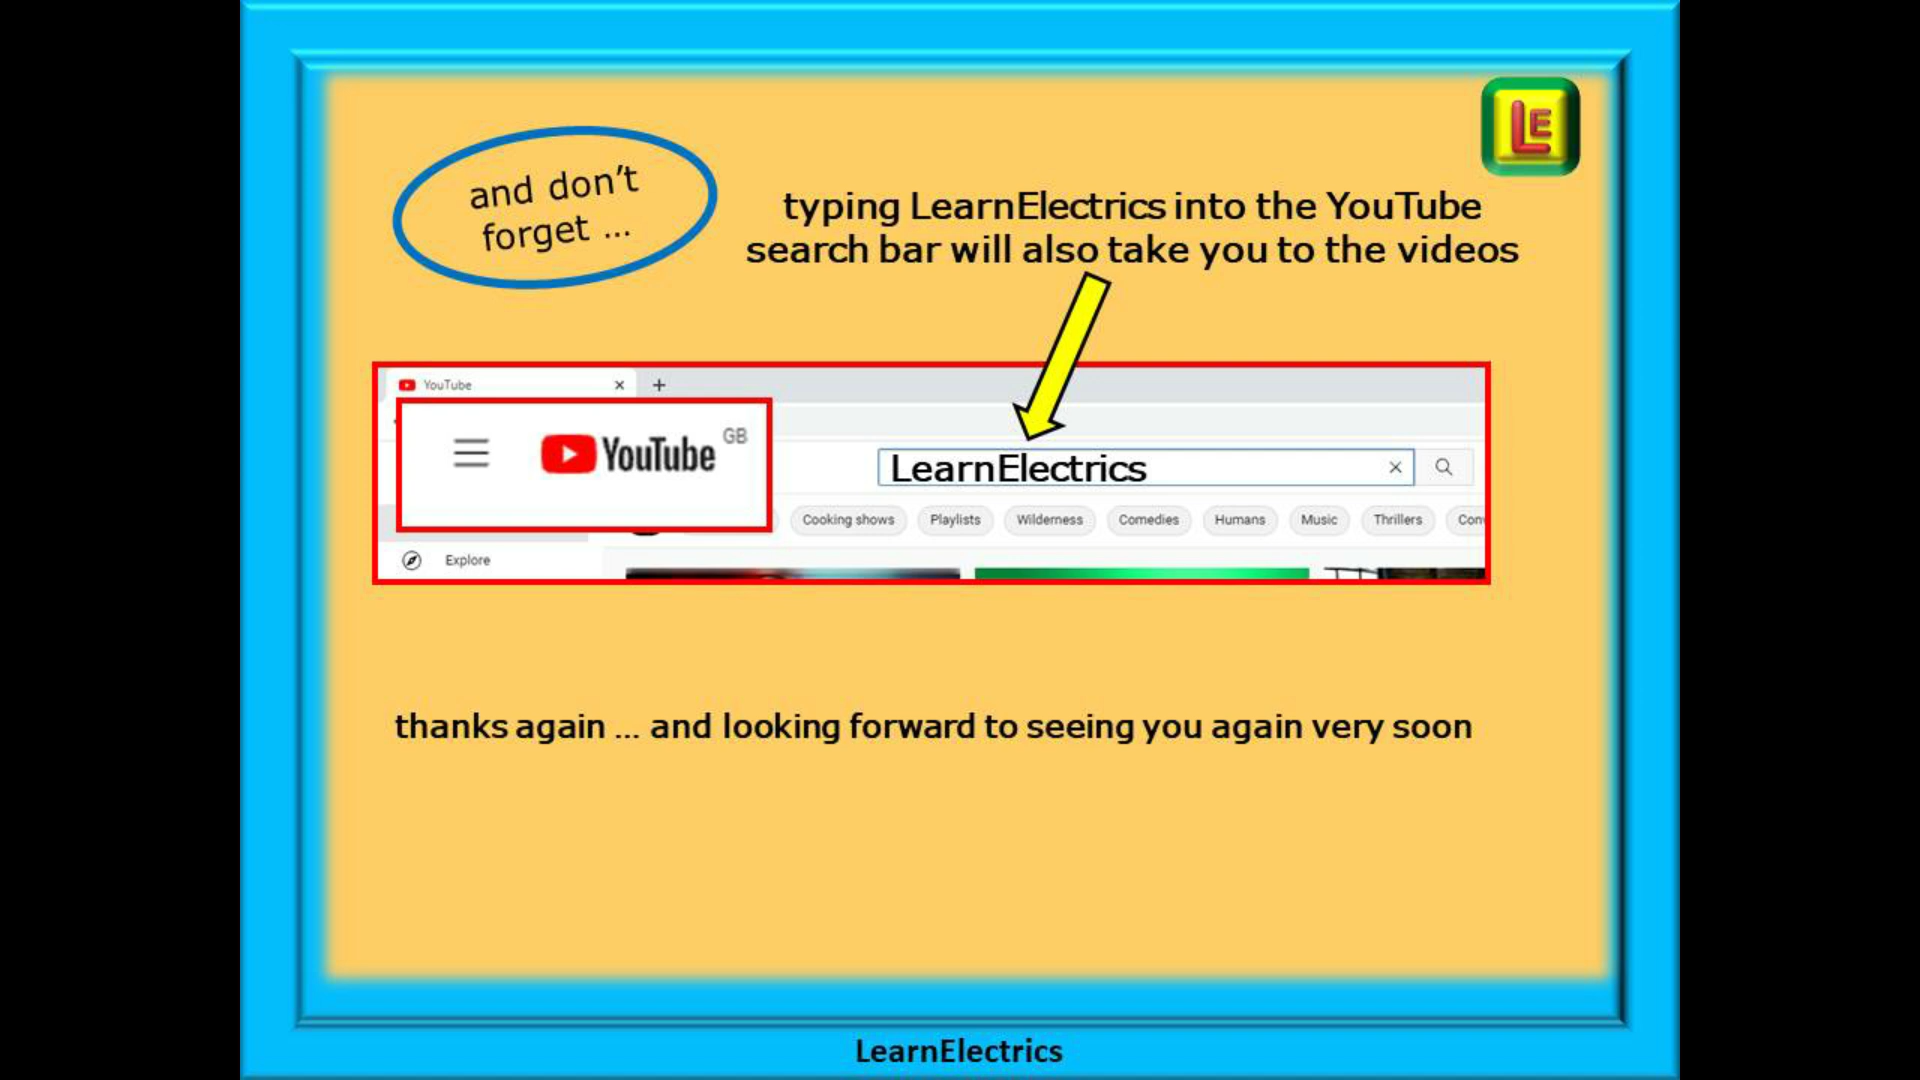 LE
and don't
forget ...
typing LearnElectrics into the YouTube
search bar will also take you to the videos
YouTube
YouTube GB
LearnElectrics
Cooking shows Playlists Wilderness Comedies Humans Music Thrillers
Explore
thanks again ... and looking forward to seeing you again very soon
LearnElectrics